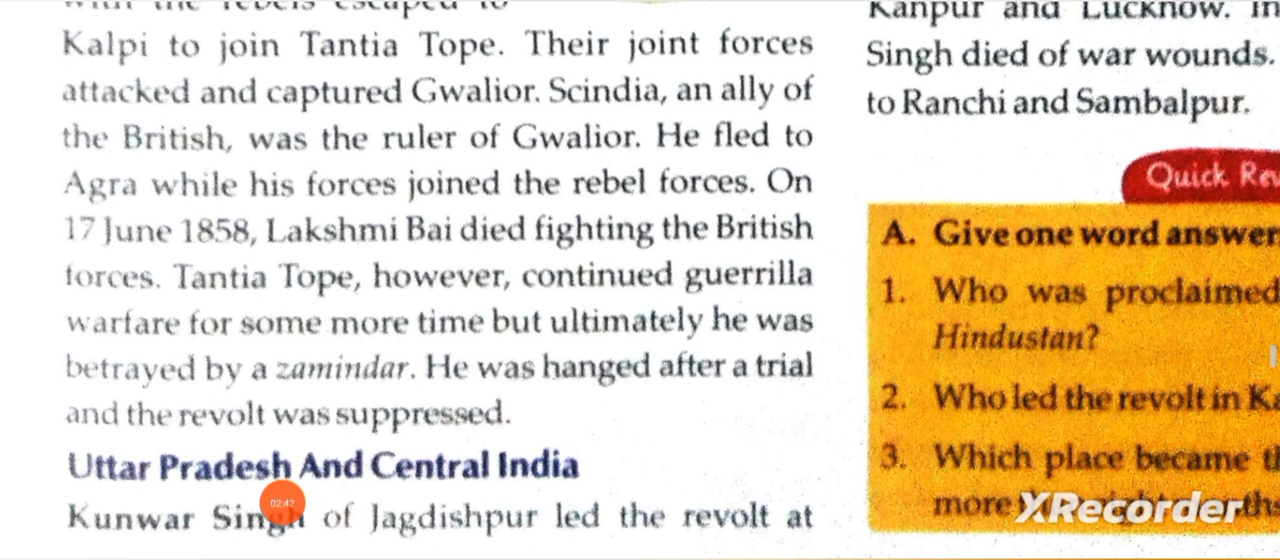 Kalpi to join Tantia Tope. Their joint forces
attacked and captured Gwalior. Scindia, an ally of
the British, was the ruler of Gwalior. He fled to
Agra while his forces joined the rebel forces. On
17 June 1858, Lakshmi Bai died fighting the British
forces. Tantia Tope, however, continued guerrilla
warfare for some more time but ultimately he was
betrayed by a zamindar. He was hanged after a trial
and the revolt was suppressed.
Uttar Pradesh And Central India
Kunwar Singh of Jagdishpur led the revolt at
Kanpur and Lucknow. In
Singh died of war wounds.
to Ranchi and Sambalpur.
Quick
A. Give one word answer
1. Who was proclaimed
Hindustan?
2. Who led the revolt in
3. Which place became
more
02:42
XRecorder